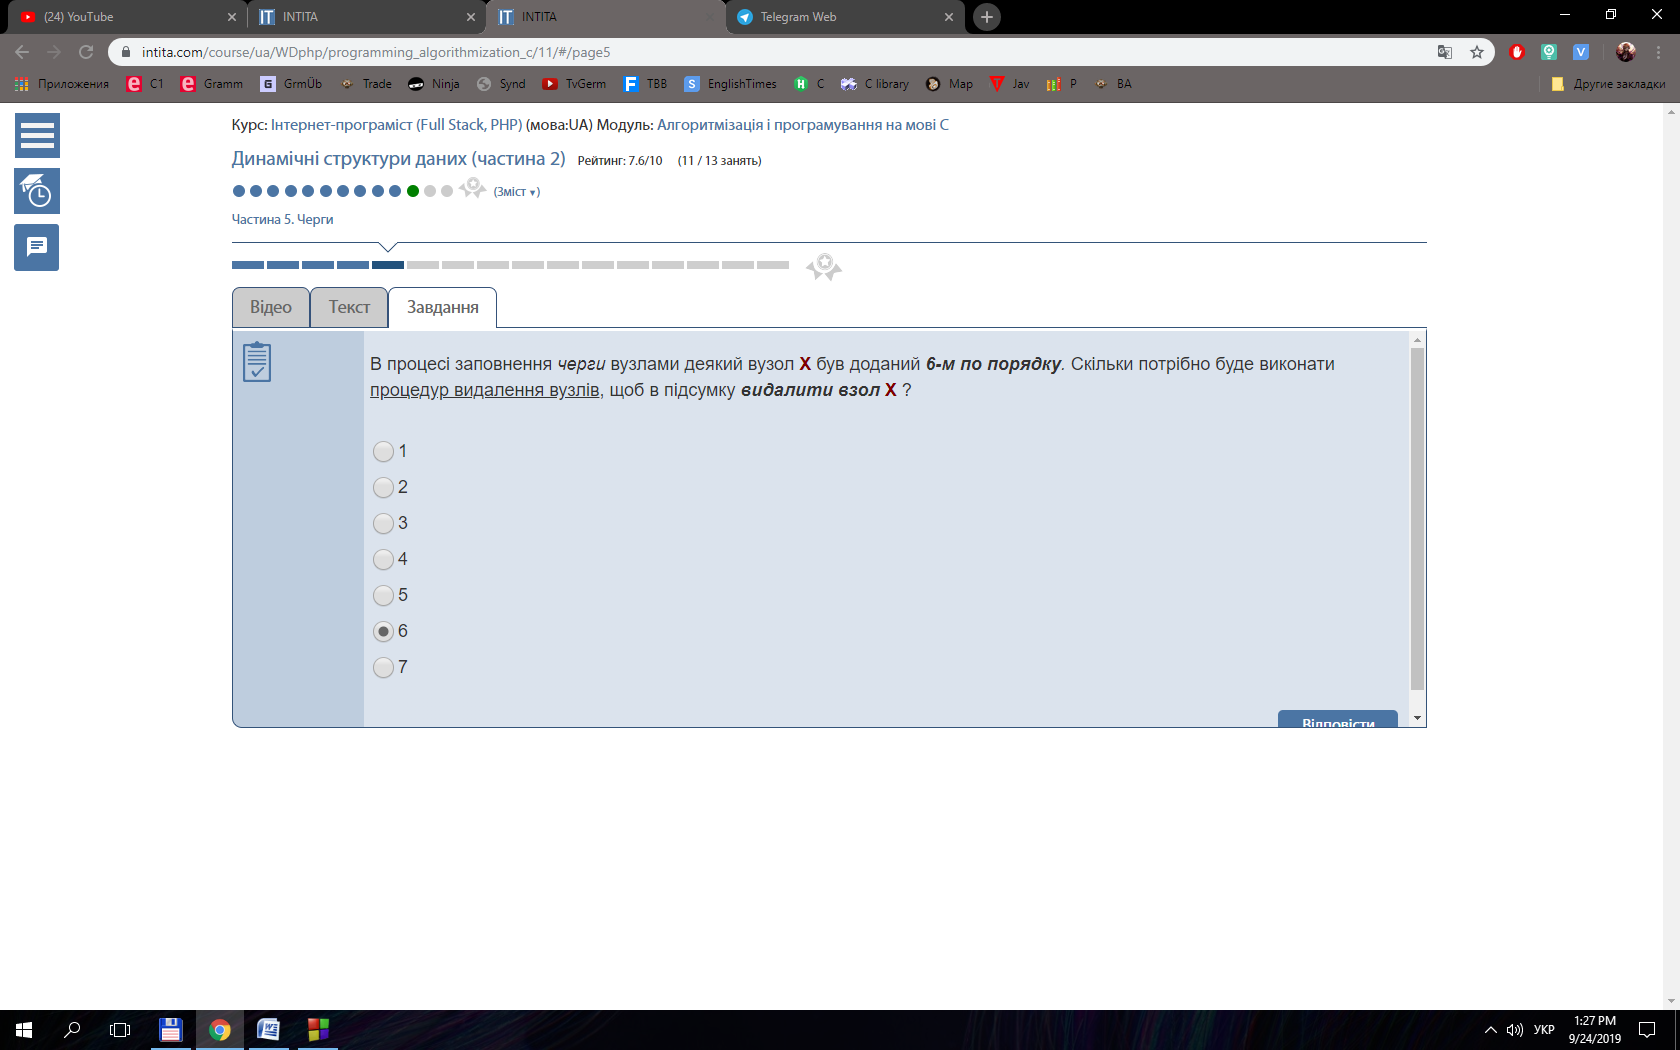 (24) YouTube
INTITA
INTITA
Telegram Web
intita.com/course/ua/WDphp/programming_algorithmization_c/11/#/page5
Приложения
C1
Gramm
GrmÜb
Trade
Ninja
Synd
TvGerm
TBB
EnglishTimes
C
C library
Map
Jav
P
BA
Другие закладки
Курс: Інтернет-програміст (Full Stack, PHP) (мова:UA) Модуль: Алгоритмізація і програмування на мові С
Динамічні структури даних (частина 2) Рейтинг: 7.6/10 (11 / 13 занять)
(Зміст ▾)
Частина 5. Черги
Відео
Текст
Завдання
В процесі заповнення черги вузлами деякий вузол Х був доданий 6-м по порядку. Скільки потрібно буде виконати
процедур видалення вузлів, щоб в підсумку видалити взол Х ?
1
2
3
4
5
6
7
Відповісти
УКР
1:27 PM
9/24/2019